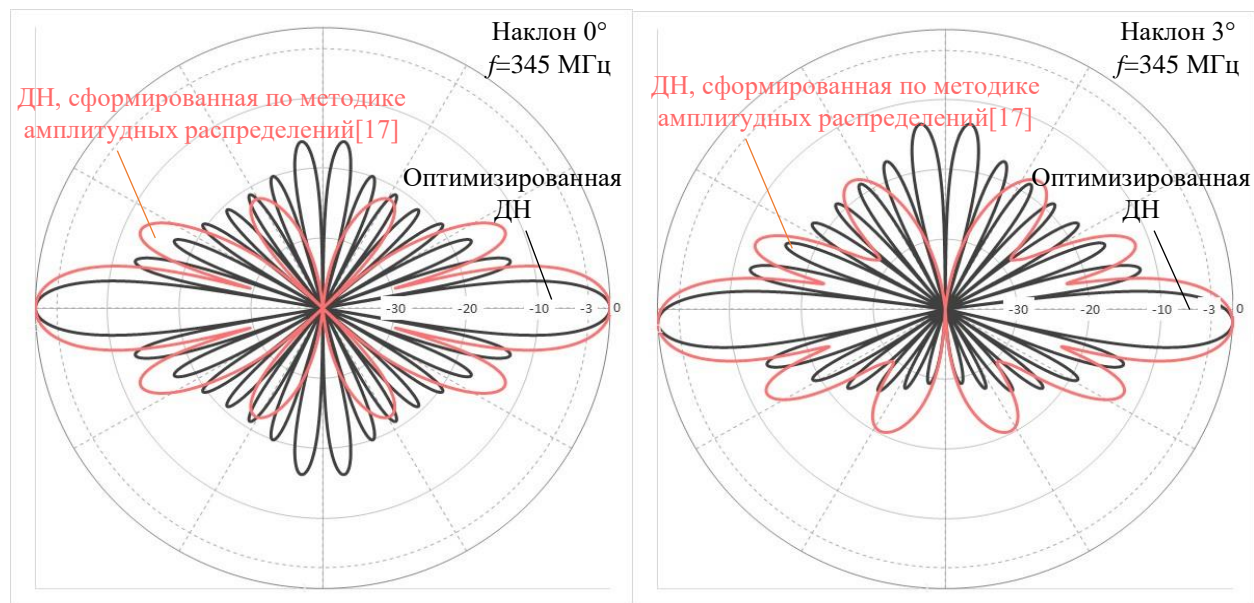 Наклон 0°
f=345 МГц
ДН, сформированная по методике
амплитудных распределений[17]
Оптимизированная
ДН
-30 -20 -10 -3 0
Наклон 3°
f=345 МГц
ДН, сформированная по методике
амплитудных распределений[17]
Оптимизированная
ДН
-30 -20 -10 -3 0